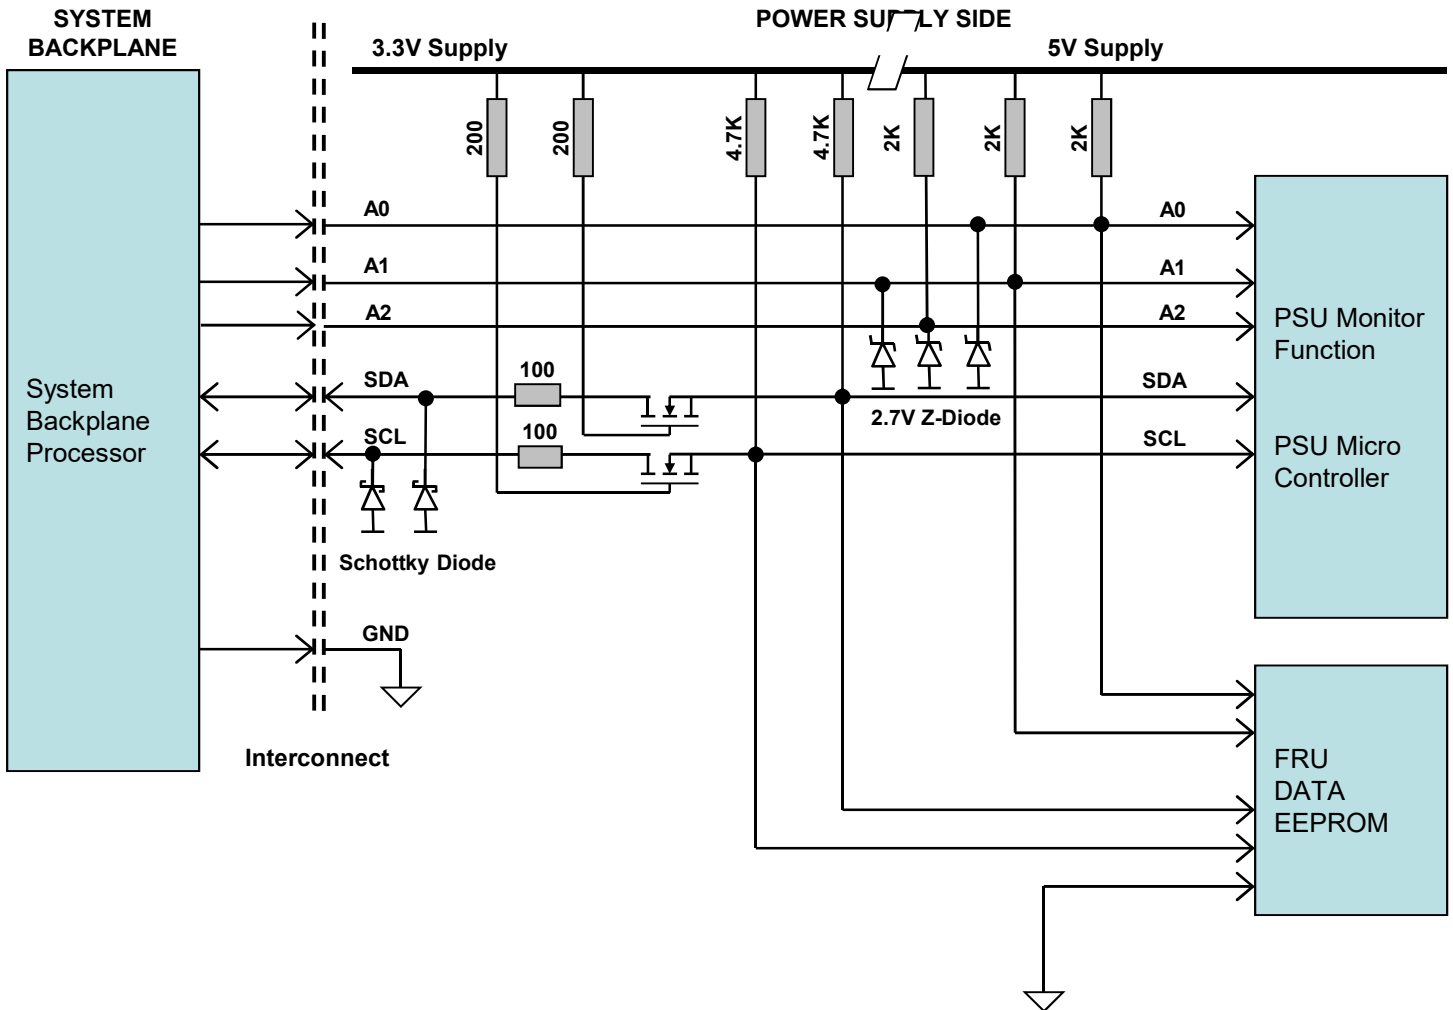 SYSTEM
BACKPLANE
POWER SUPPLY SIDE
3.3V Supply
5V Supply
200
200
4.7K
4.7K
2K
2K
2K
A0
A0
A1
A1
A2
A2
SDA
100
SDA
SCL
100
SCL
2.7V Z-Diode
System
Backplane
Processor
PSU Monitor
Function
PSU Micro
Controller
Schottky Diode
GND
Interconnect
FRU
DATA
EEPROM